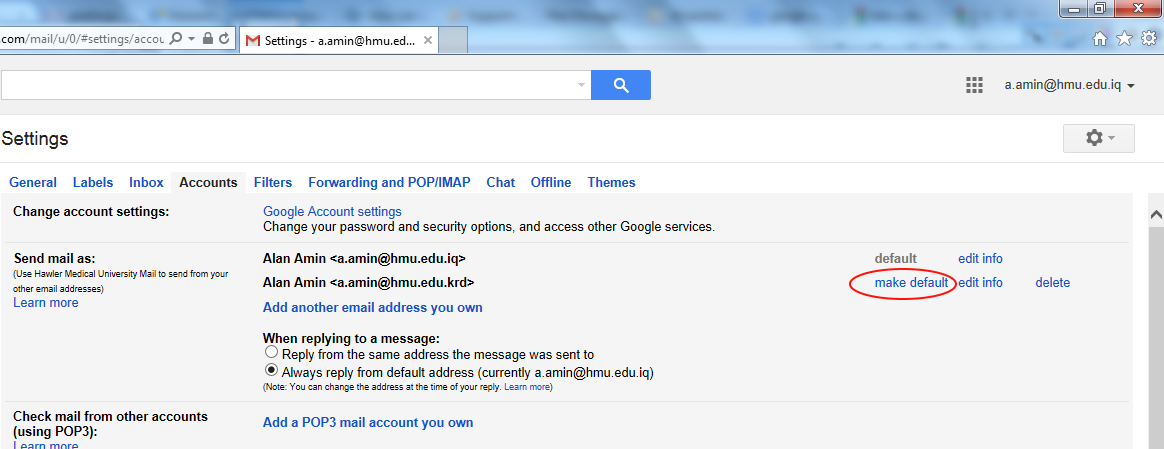 .com/mail/u/0/#settings/accou
Settings - a.amin@hmu.ed...
a.amin@hmu.edu.iq
Settings
General Labels Inbox Accounts Filters Forwarding and POP/IMAP Chat Offline Themes
Change account settings:
Google Account settings
Change your password and security options, and access other Google services.
Send mail as:
(Use Hawler Medical University Mail to send from your
other email addresses)
Learn more
Alan Amin <a.amin@hmu.edu.iq> default edit info
Alan Amin <a.amin@hmu.edu.krd> make default edit info delete
Add another email address you own
When replying to a message:
Reply from the same address the message was sent to
Always reply from default address (currently a.amin@hmu.edu.iq)
(Note: You can change the address at the time of your reply. Learn more)
Check mail from other accounts
(using POP3):
Learn more
Add a POP3 mail account you own